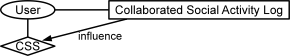 User
Collaborated Social Activity Log
CSS
influence